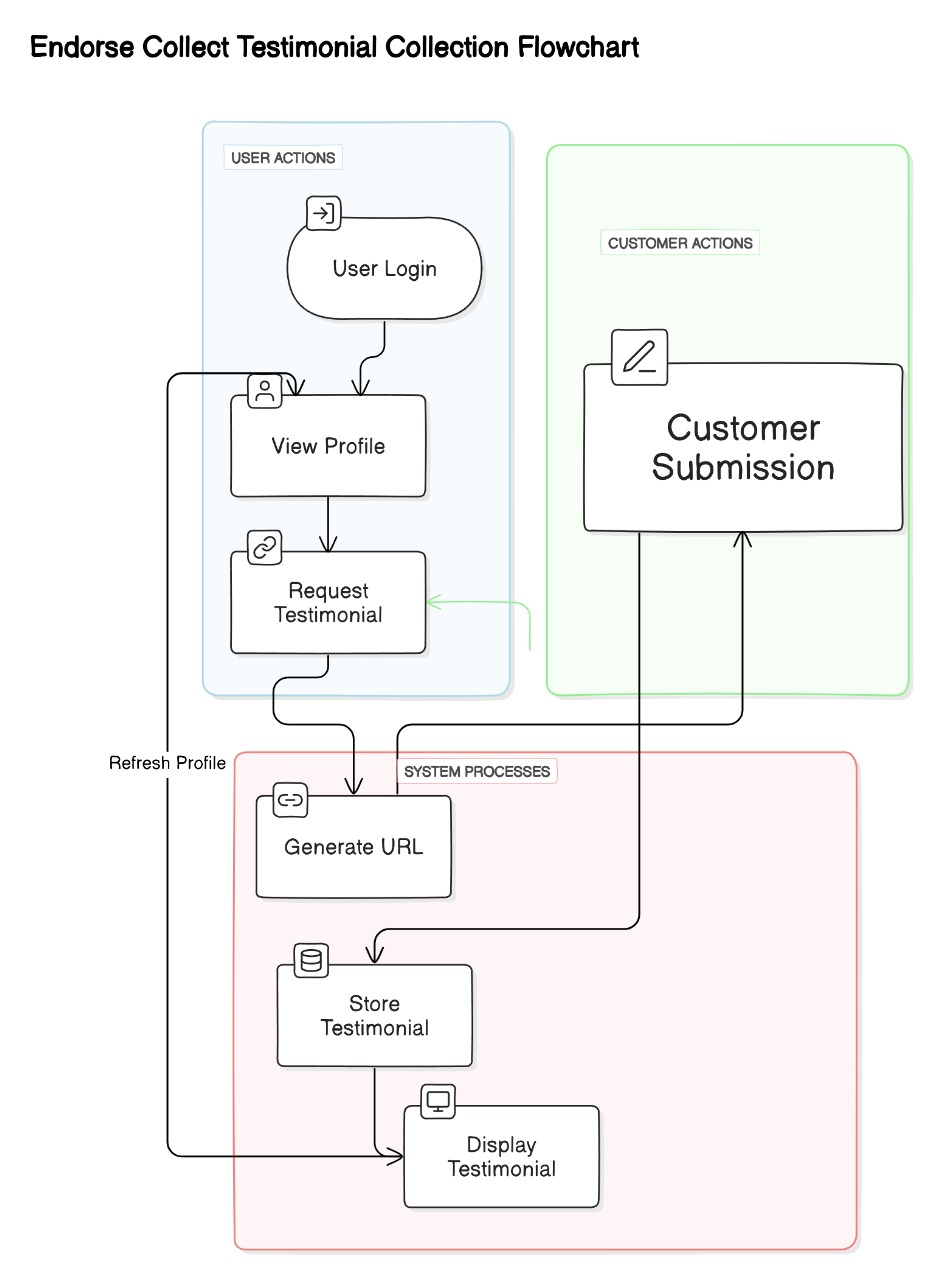 Endorse Collect Testimonial Collection Flowchart
USER ACTIONS
User Login
View Profile
Request
Testimonial
CUSTOMER ACTIONS
Customer
Submission
Refresh Profile
SYSTEM PROCESSES
Generate URL
Store
Testimonial
Display
Testimonial